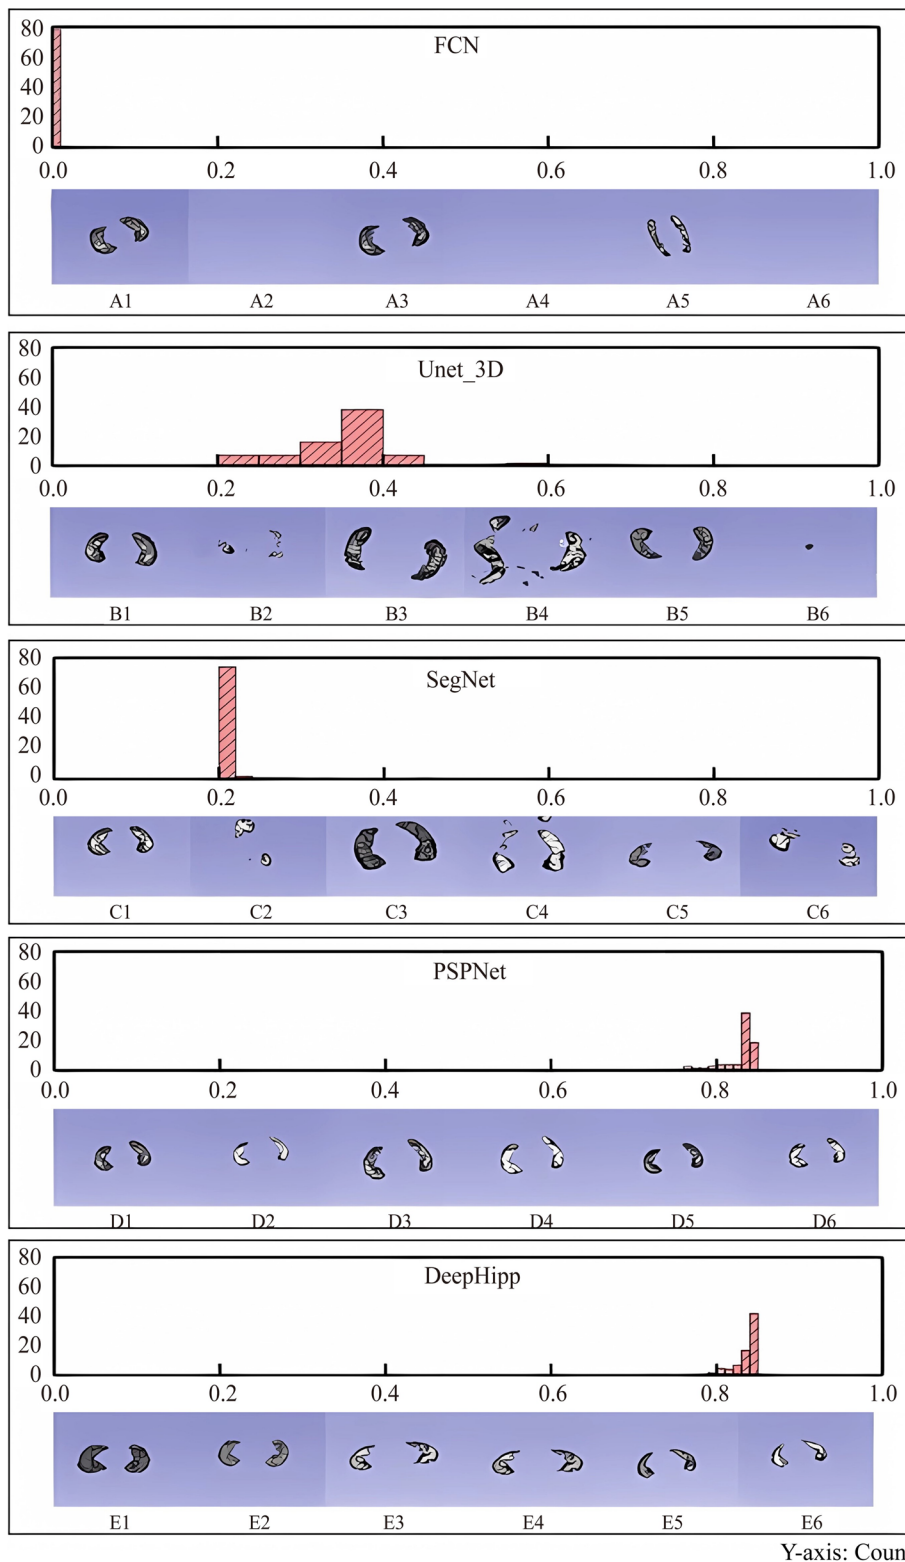 FCN
80
60
40
20
0
0.0 0.2 0.4 0.6 0.8 1.0
A1 A2 A3 A4 A5 A6
Unet_3D
80
60
40
20
0
0.0 0.2 0.4 0.6 0.8 1.0
B1 B2 B3 B4 B5 B6
SegNet
80
60
40
20
0
0.0 0.2 0.4 0.6 0.8 1.0
C1 C2 C3 C4 C5 C6
PSPNet
80
60
40
20
0
0.0 0.2 0.4 0.6 0.8 1.0
D1 D2 D3 D4 D5 D6
DeepHipp
80
60
40
20
0
0.0 0.2 0.4 0.6 0.8 1.0
E1 E2 E3 E4 E5 E6
Y-axis: Coun